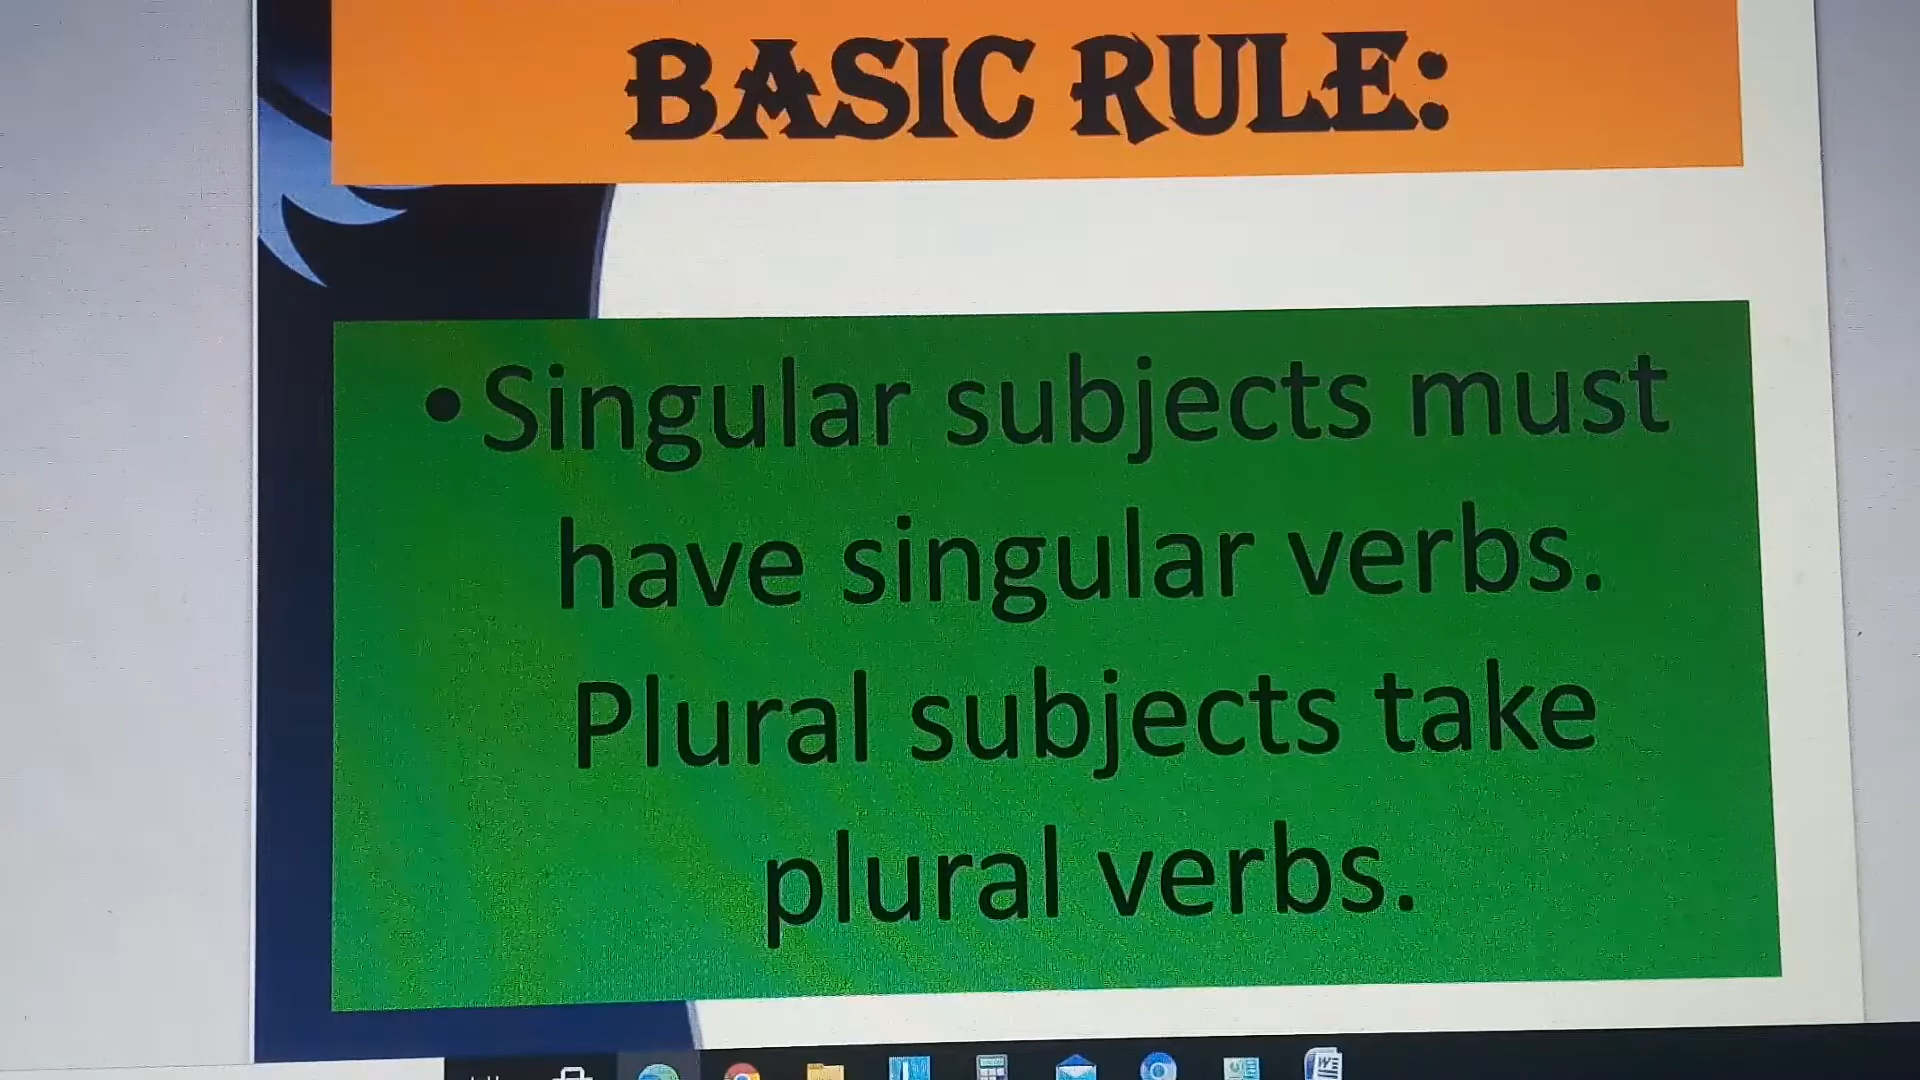 BASIC RULE:
•Singular subjects must
have singular verbs.
Plural subjects take
plural verbs.